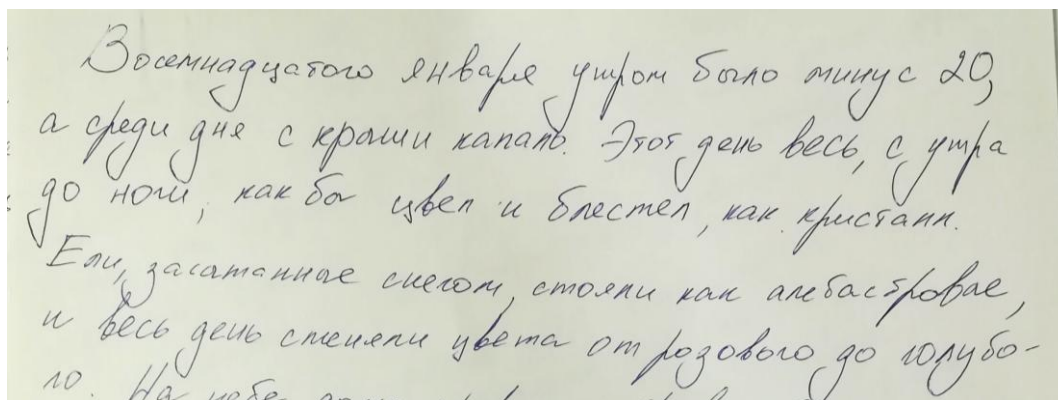 Восемнадцатого января утром было минус 20,
а среди дня с крыши капало. Этот день весь, с утра
до ночи, как бы цвел и блестел, как кристалл.
Ели, засыпанные снегом, стояли как алебастровые,
и весь день сменяли цвета от розового до голубо-
го. На небе